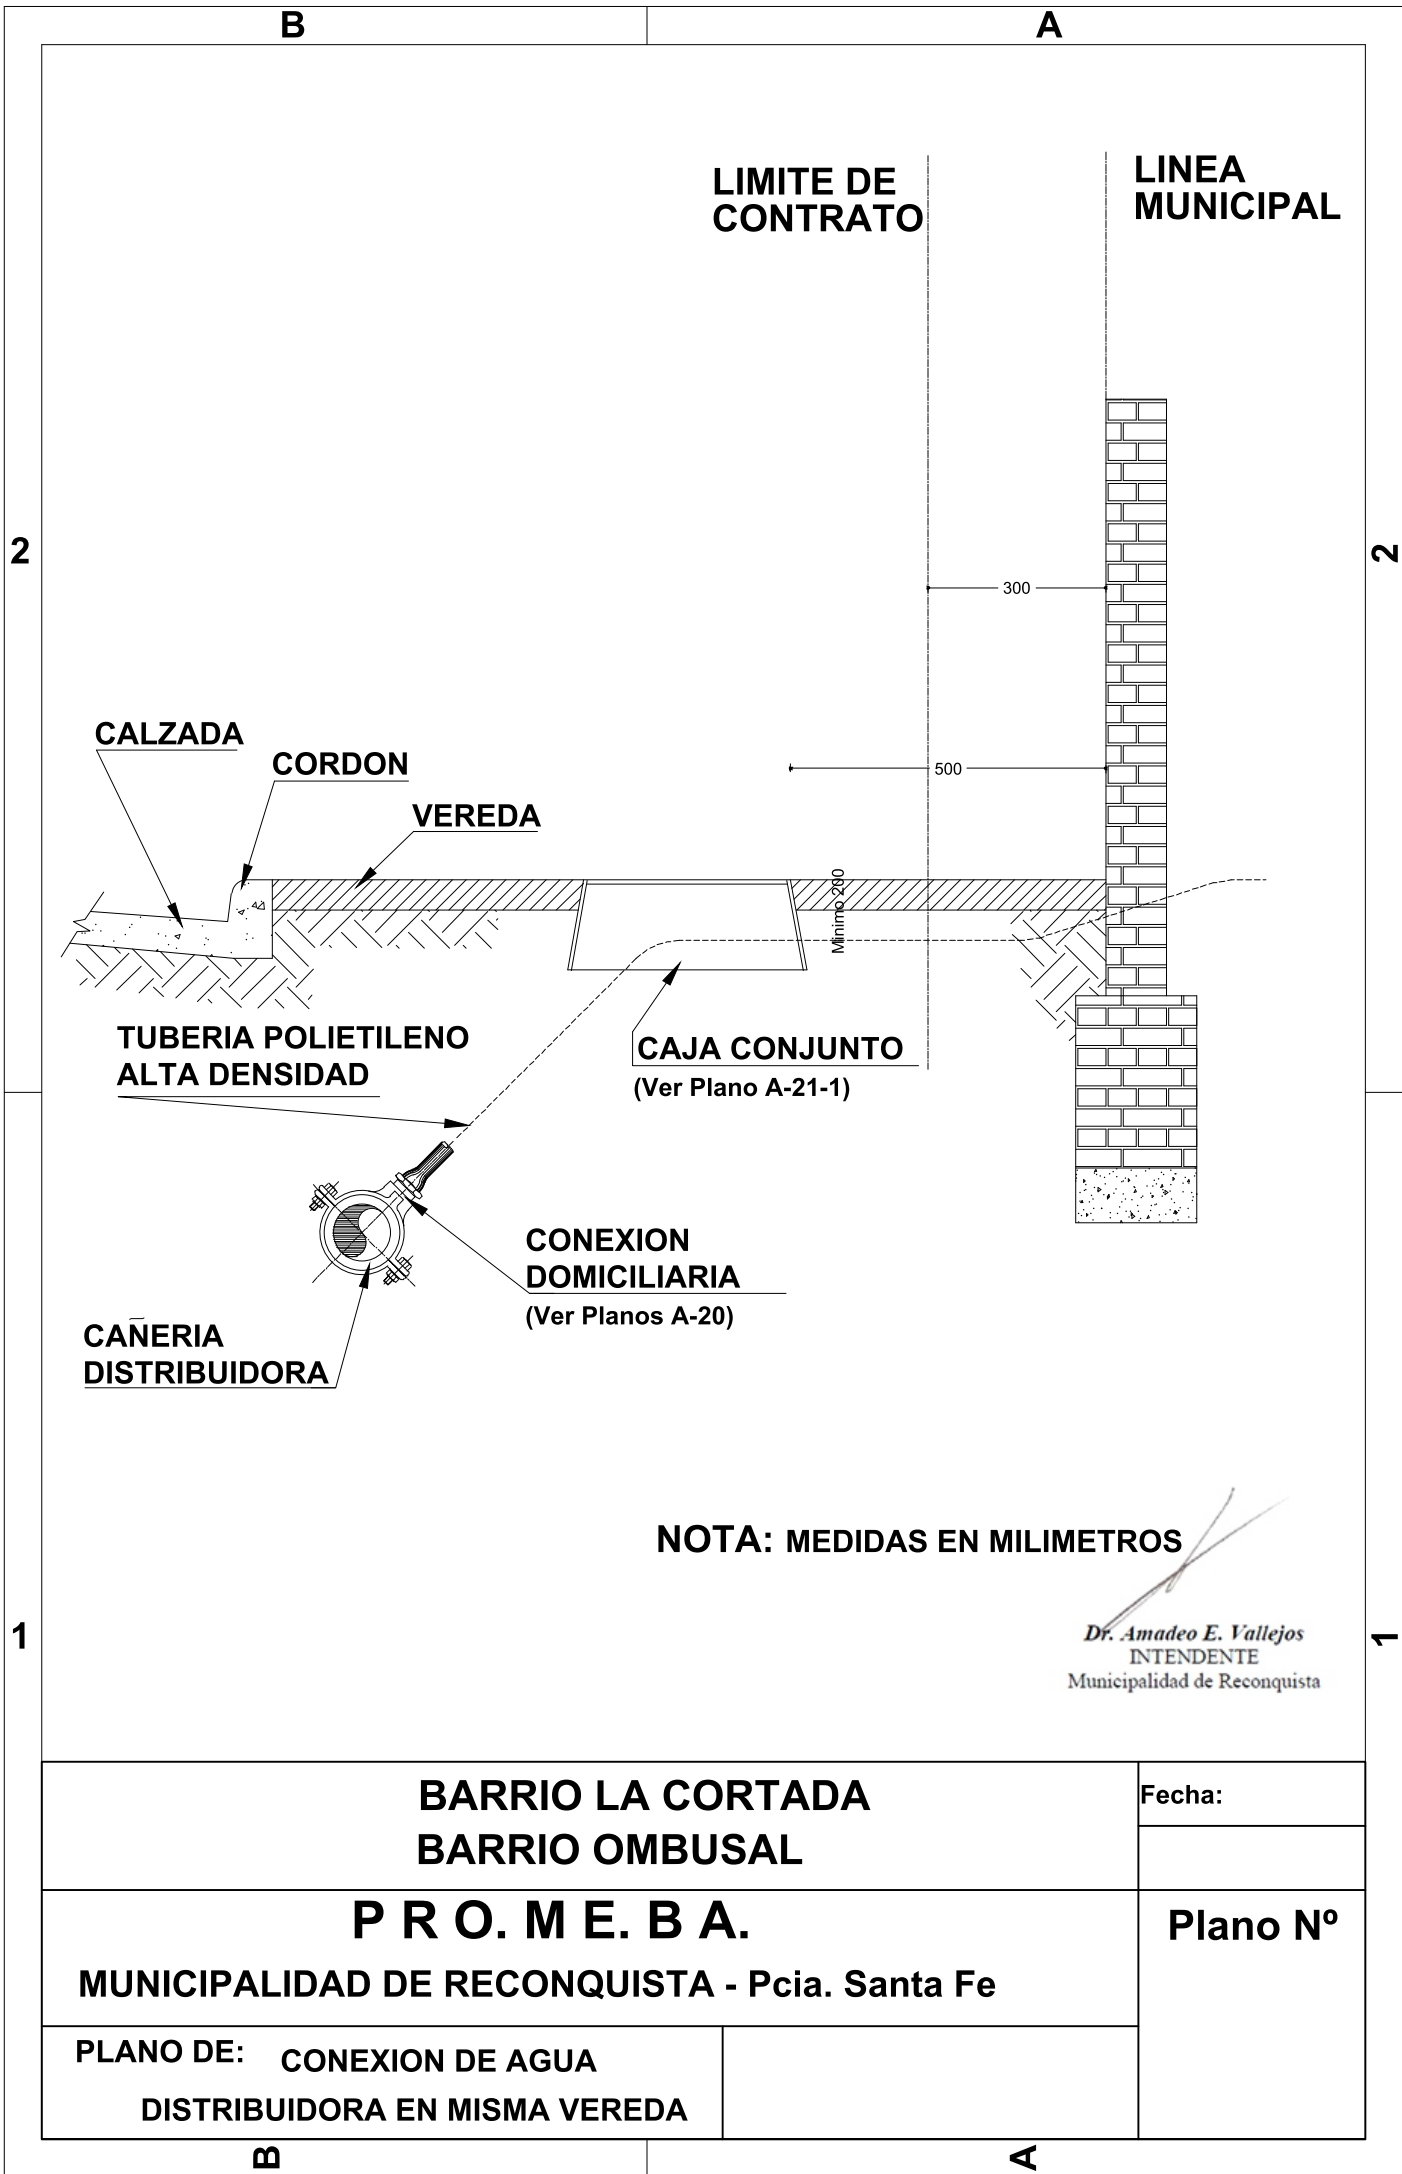 B
A
LIMITE DE
CONTRATO
LINEA
MUNICIPAL
2
2
300
CALZADA
CORDON
500
VEREDA
Minimo 200
TUBERIA POLIETILENO
ALTA DENSIDAD
CAJA CONJUNTO
(Ver Plano A-21-1)
CONEXION
DOMICILIARIA
(Ver Planos A-20)
CAÑERIA
DISTRIBUIDORA
NOTA: MEDIDAS EN MILIMETROS
1
1
Dr. Amadeo E. Vallejos
INTENDENTE
Municipalidad de Reconquista
BARRIO LA CORTADA
BARRIO OMBUSAL
Fecha:
P R O. M E. B A.
Plano Nº
MUNICIPALIDAD DE RECONQUISTA - Pcia. Santa Fe
PLANO DE: CONEXION DE AGUA
DISTRIBUIDORA EN MISMA VEREDA
B
A